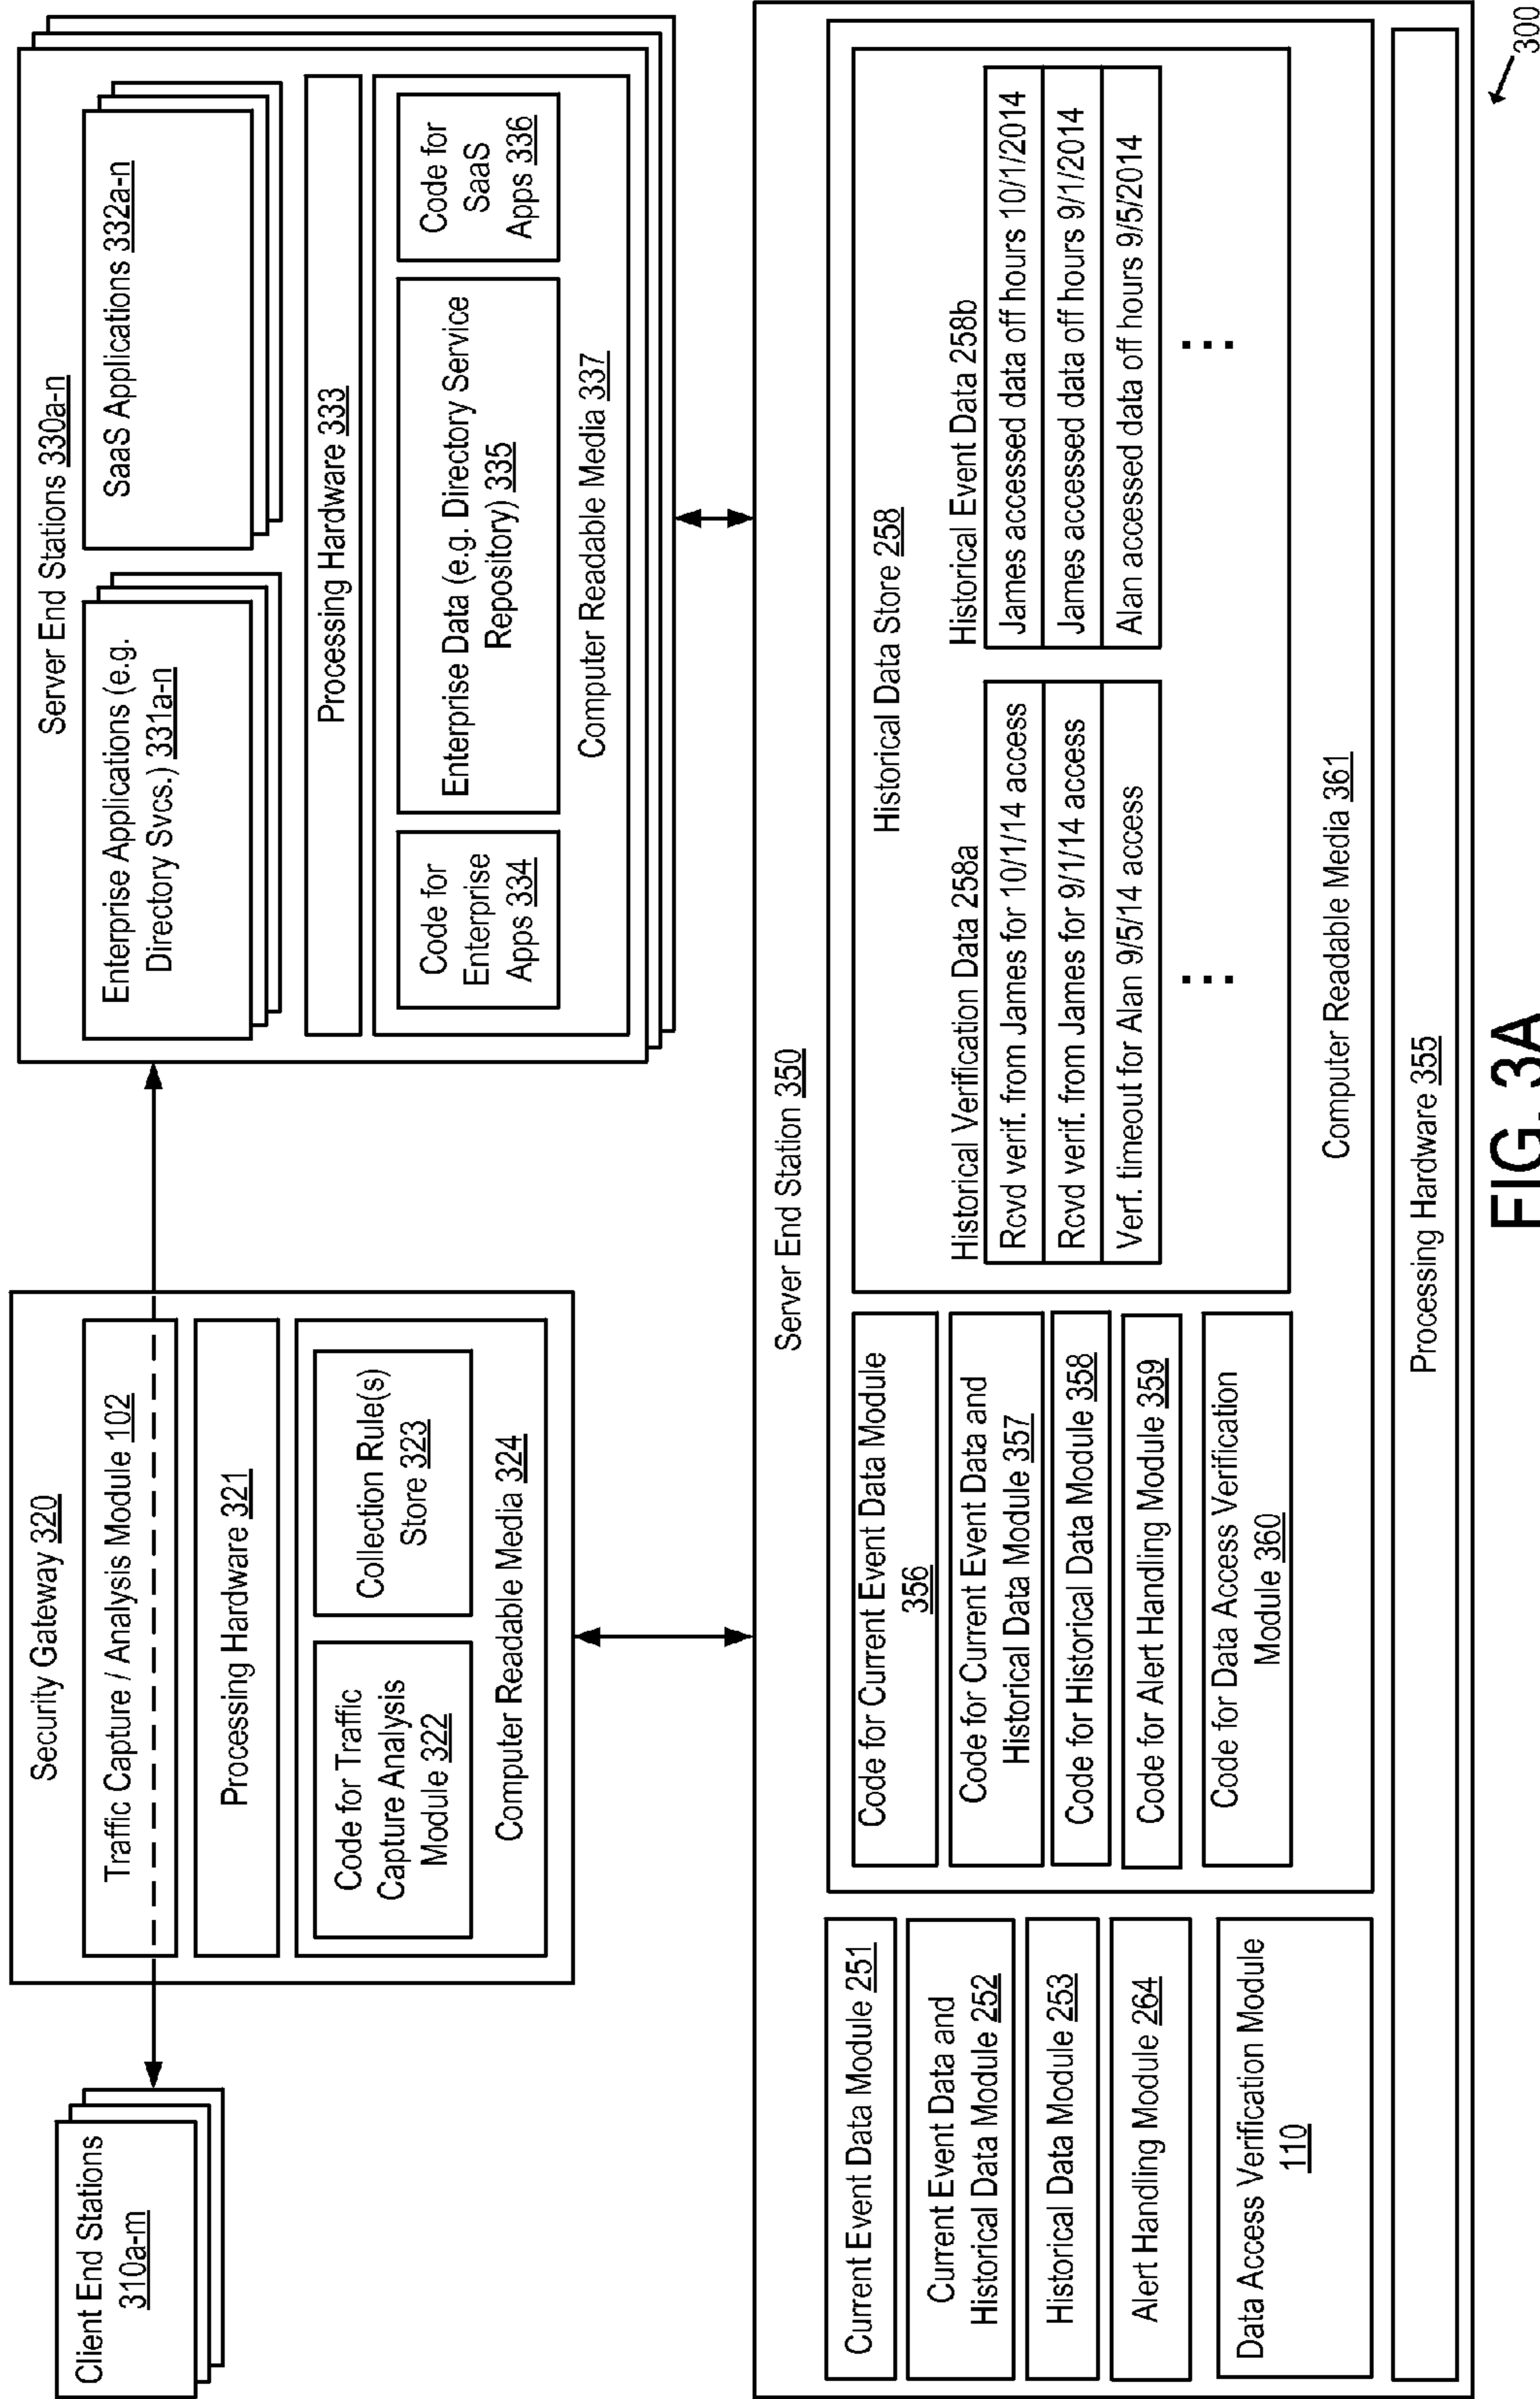 Client End Stations
310a-m
Security Gateway 320
Traffic Capture / Analysis Module 102
Processing Hardware 321
Code for Traffic
Capture Analysis
Module 322
Collection Rule(s)
Store 323
Computer Readable Media 324
Server End Stations 330a-n
Enterprise Applications (e.g.
Directory Svcs.) 331a-n
SaaS Applications 332a-n
Processing Hardware 333
Code for
Enterprise
Apps 334
Enterprise Data (e.g. Directory Service
Repository) 335
Code for
SaaS
Apps 336
Computer Readable Media 337
Server End Station 350
Current Event Data Module 251
Current Event Data and
Historical Data Module 252
Historical Data Module 253
Alert Handling Module 264
Data Access Verification Module
110
Code for Current Event Data Module
356
Code for Current Event Data and
Historical Data Module 357
Code for Historical Data Module 358
Code for Alert Handling Module 359
Code for Data Access Verification
Module 360
Historical Data Store 258
Historical Verification Data 258a
Rcvd verif. from James for 10/1/14 access
Rcvd verif. from James for 9/1/14 access
Verf. timeout for Alan 9/5/14 access
Historical Event Data 258b
James accessed data off hours 10/1/2014
James accessed data off hours 9/1/2014
Alan accessed data off hours 9/5/2014
Computer Readable Media 361
Processing Hardware 355
300
FIG. 3A